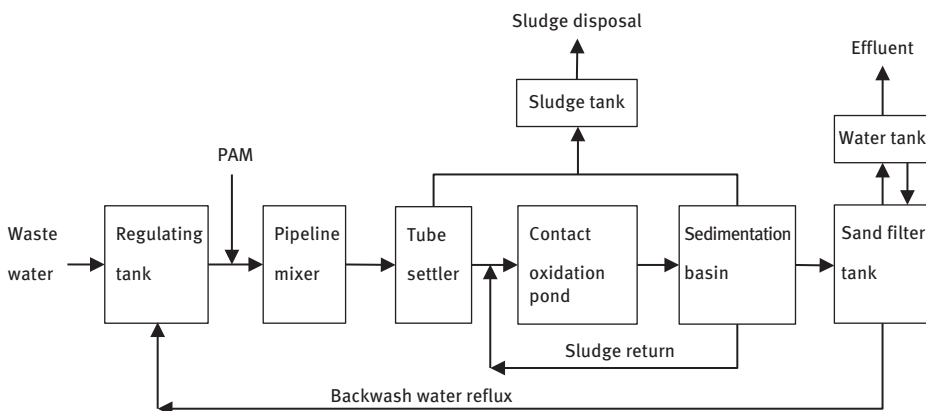 Sludge disposal
Effluent
Sludge tank
Water tank
PAM
Waste
water
Regulating
tank
Pipeline
mixer
Tube
settler
Contact
oxidation
pond
Sedimentation
basin
Sand filter
tank
Sludge return
Backwash water reflux